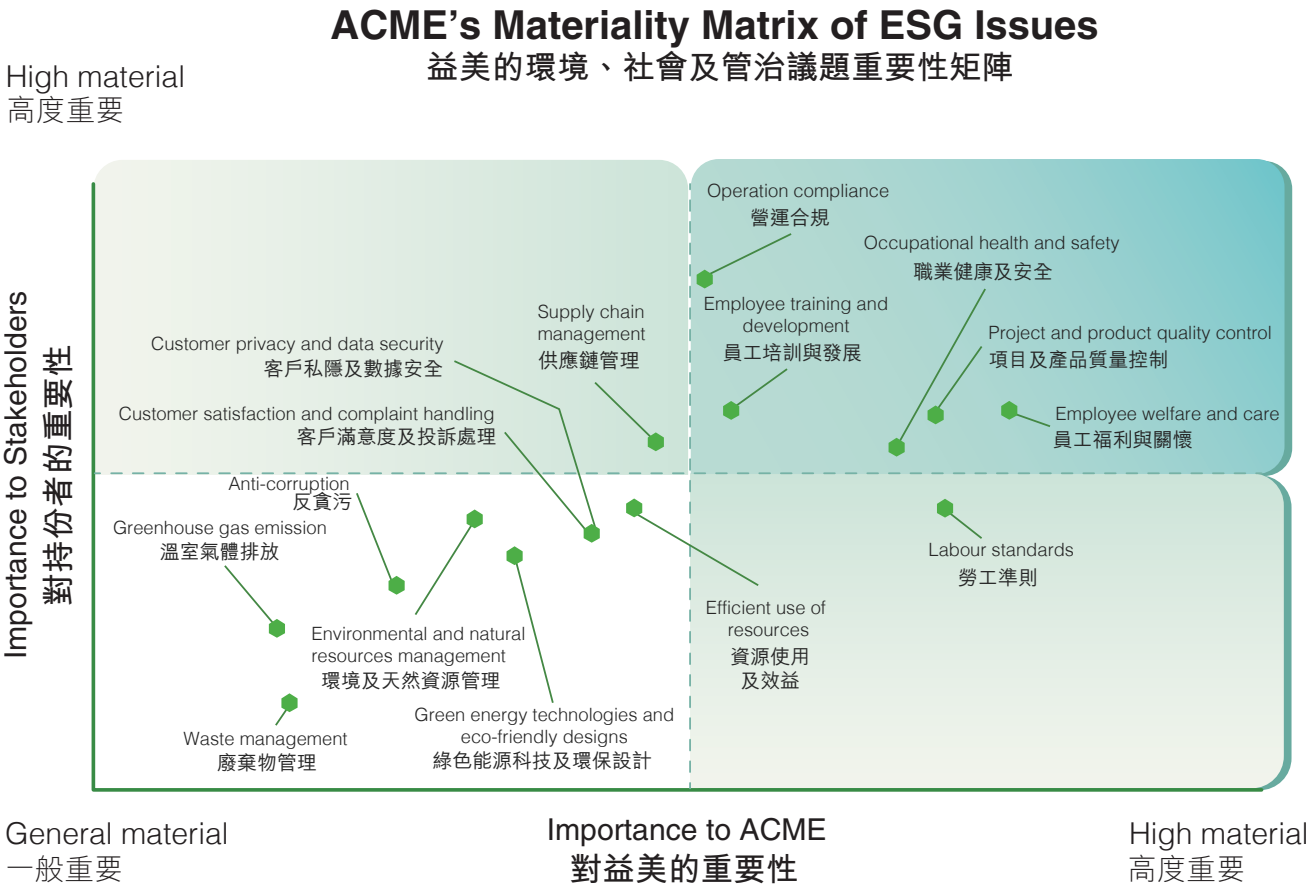 ACME's Materiality Matrix of ESG Issues
益美的環境、社會及管治議題重要性矩陣
High material
高度重要
Importance to Stakeholders
對持份者的重要性
Operation compliance
營運合規
Occupational health and safety
職業健康及安全
Supply chain
management
供應鏈管理
Employee training and
development
員工培訓與發展
Customer privacy and data security
客戶私隱及數據安全
Project and product quality control
項目及產品質量控制
Customer satisfaction and complaint handling
客戶滿意度及投訴處理
Employee welfare and care
員工福利與關懷
Anti-corruption
反貪污
Greenhouse gas emission
溫室氣體排放
Labour standards
勞工準則
Efficient use of
resources
資源使用
及效益
Environmental and natural
resources management
環境及天然資源管理
Green energy technologies and
eco-friendly designs
綠色能源科技及環保設計
Waste management
廢棄物管理
General material
一般重要
Importance to ACME
對益美的重要性
High material
高度重要